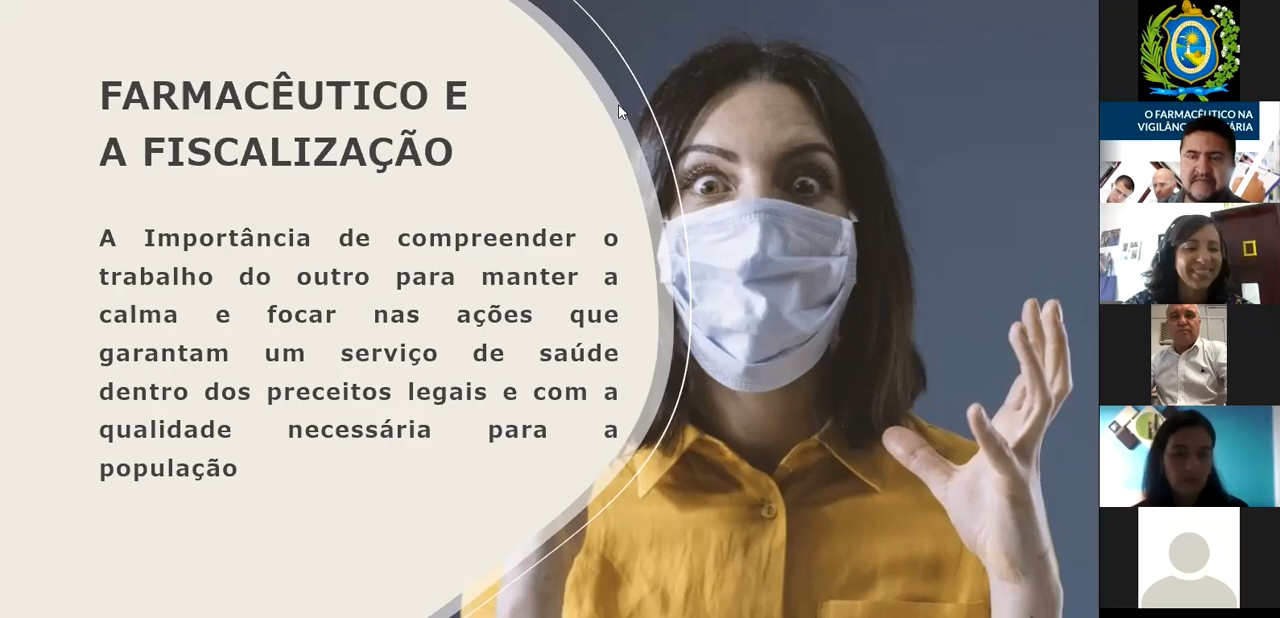 FARMACÊUTICO E
A FISCALIZAÇÃO
A Importância de compreender o
trabalho do outro para manter a
calma e focar nas ações que
garantam um serviço de saúde
dentro dos preceitos legais e com a
qualidade necessária para a
população
O FARMACÊUTICO NA